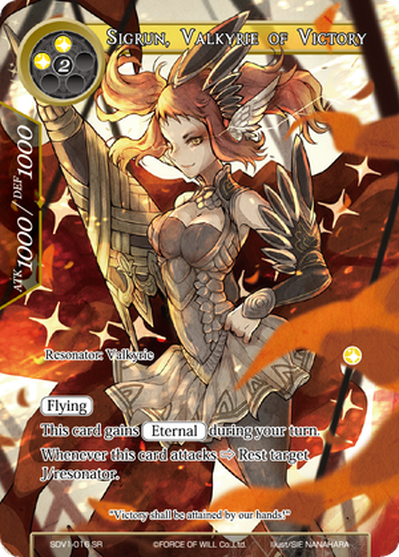 Sigrun, Valkyrie of Victory
2
ATK 1000 / DEF 1000
Resonator: Valkyrie
Flying
This card gains Eternal during your turn.
Whenever this card attacks ⇨ Rest target
J/resonator.
"Victory shall be attained by our hands!"
SDV1-016 SR ©FORCE OF WILL Co.,Ltd. Illust/SIE NANAHARA